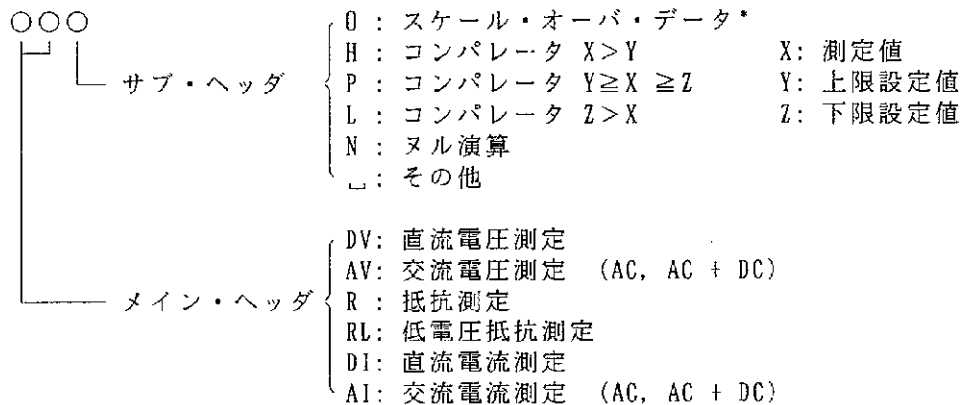 ○○○
O : スケール・オーバ・データ*
H : コンパレータ X>Y X: 測定値
サブ・ヘッダ P : コンパレータ Y≧X ≧Z Y: 上限設定値
L : コンパレータ Z>X Z: 下限設定値
N : ヌル演算
␣ : その他
DV: 直流電圧測定
AV: 交流電圧測定 (AC, AC + DC)
メイン・ヘッダ R : 抵抗測定
RL: 低電圧抵抗測定
DI: 直流電流測定
AI: 交流電流測定 (AC, AC + DC)